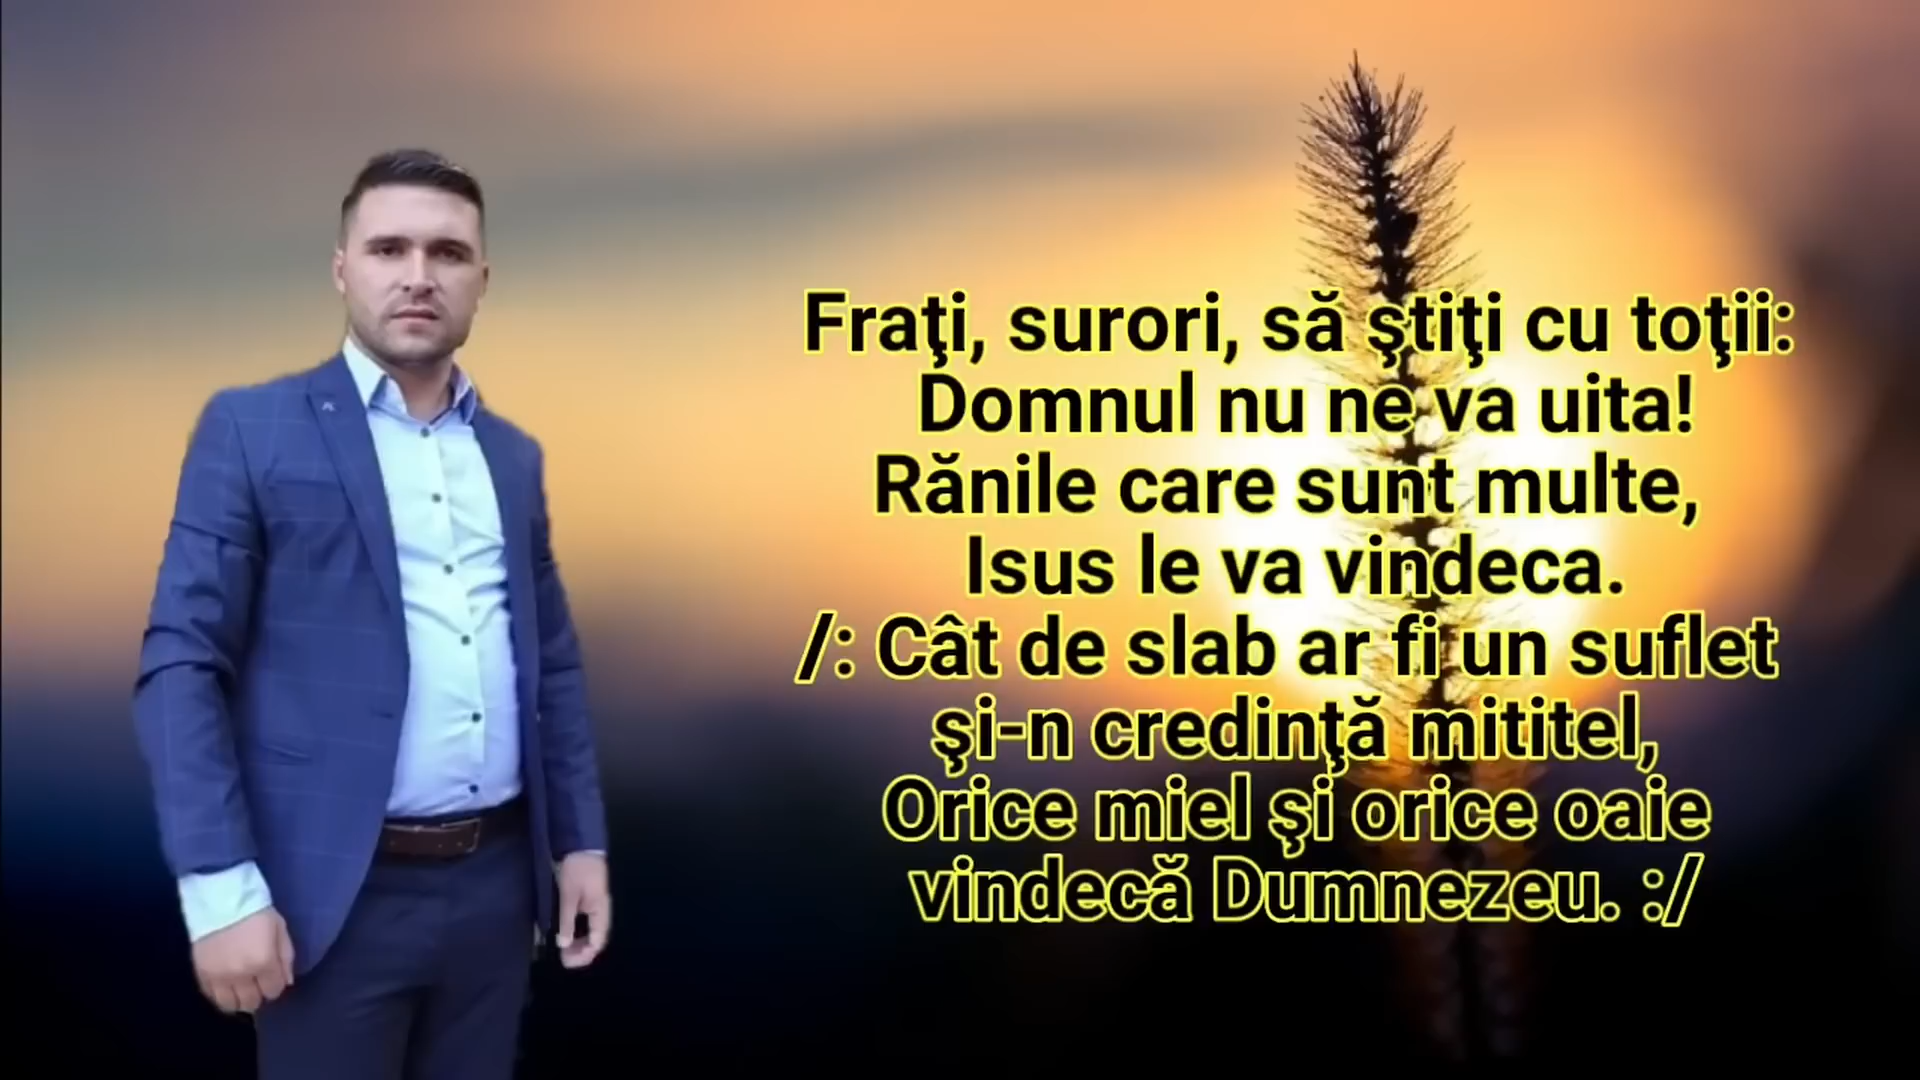 Fraţi, surori, să ştiţi cu toţii:
Domnul nu ne va uita!
Rănile care sunt multe,
Isus le va vindeca.
/: Cât de slab ar fi un suflet
şi-n credinţă mititel,
Orice miel şi orice oaie
vindecă Dumnezeu. :/